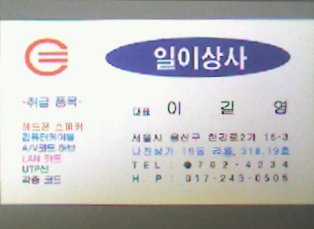 일이상사
-취급 품목-
대표 이 길 영
헤드폰 스피커
컴퓨터케이블
A/V코드 허브
LAN 카드
UTP선
각종 코드
서울시 용산구 한강로2가 15-3
나진상가 16동 라열, 318,19호
TEL : 702-4234
H.P : 017-243-0505